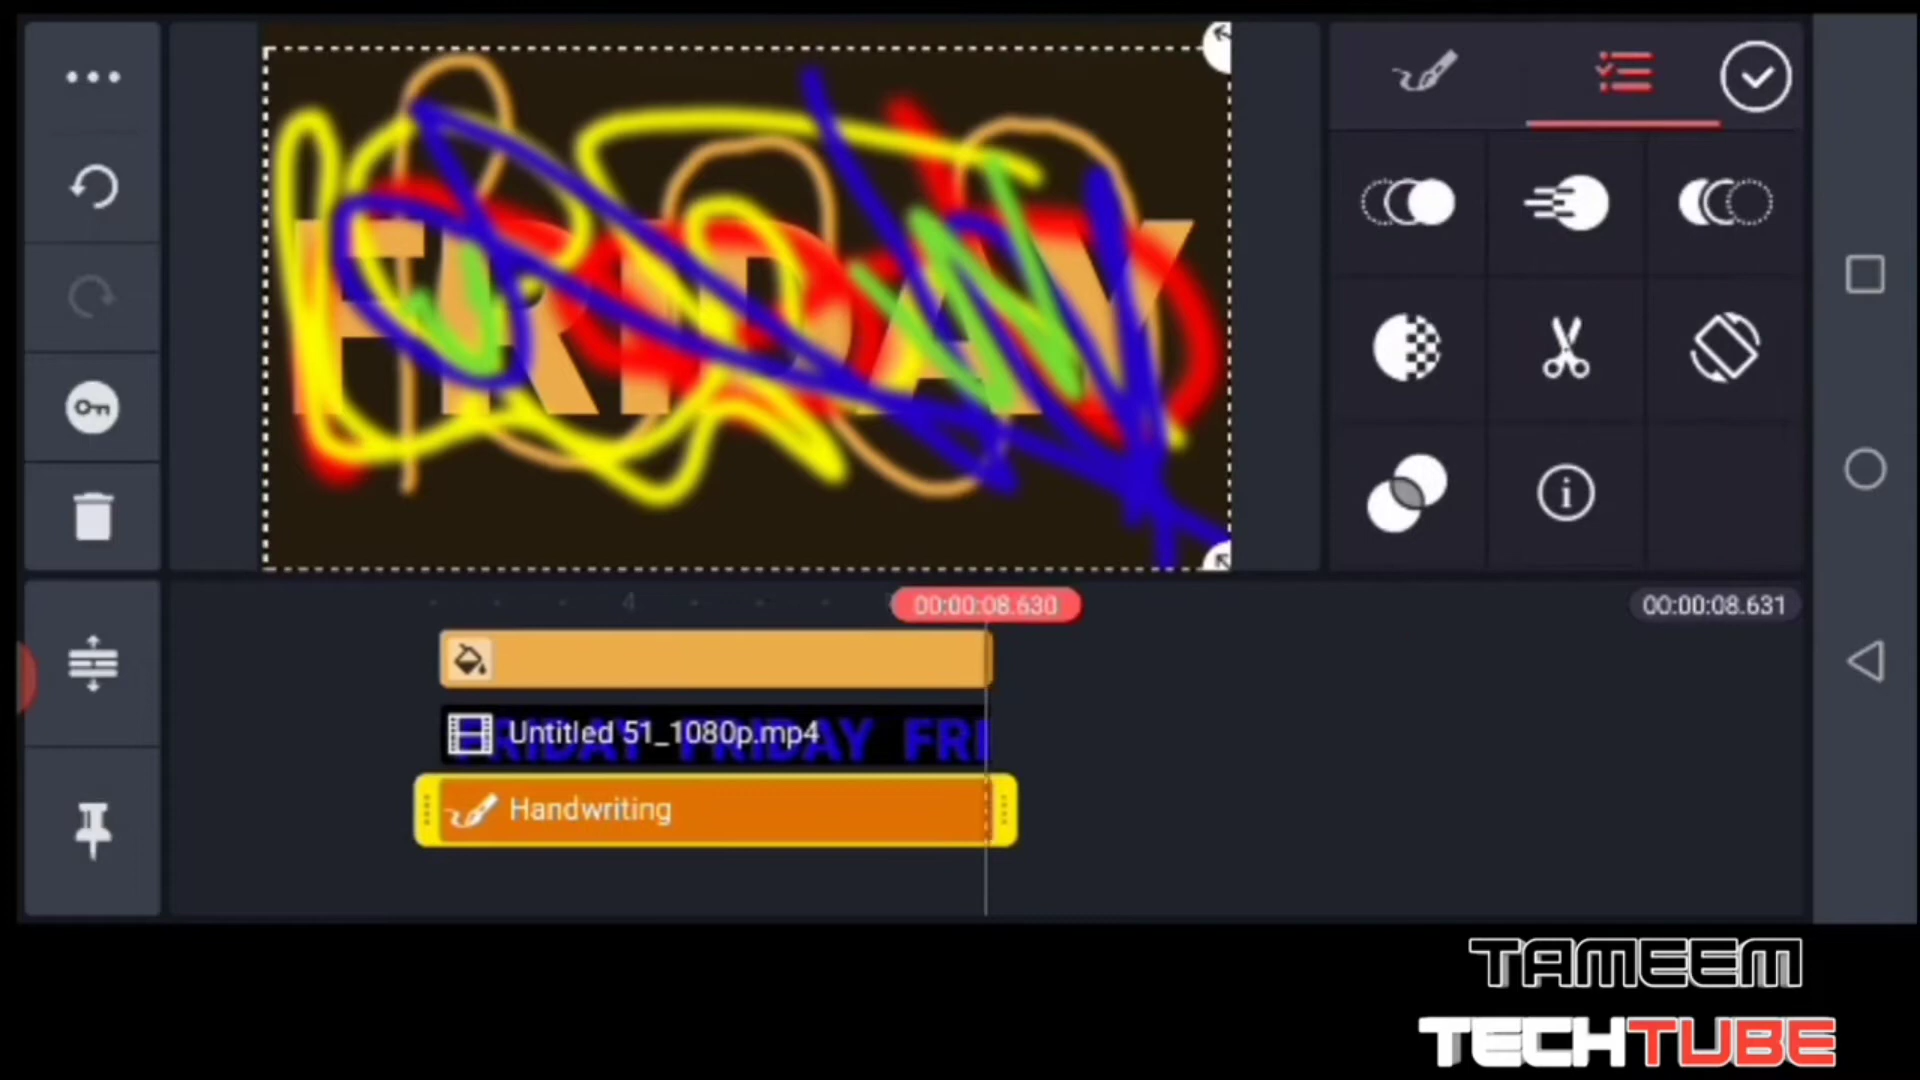 FRIDAY
4
00:00:08.630
00:00:08.631
Untitled 51_1080p.mp4
FRIDAY FRIDAY FRI
Handwriting
TAMEEM
TECHTUBE